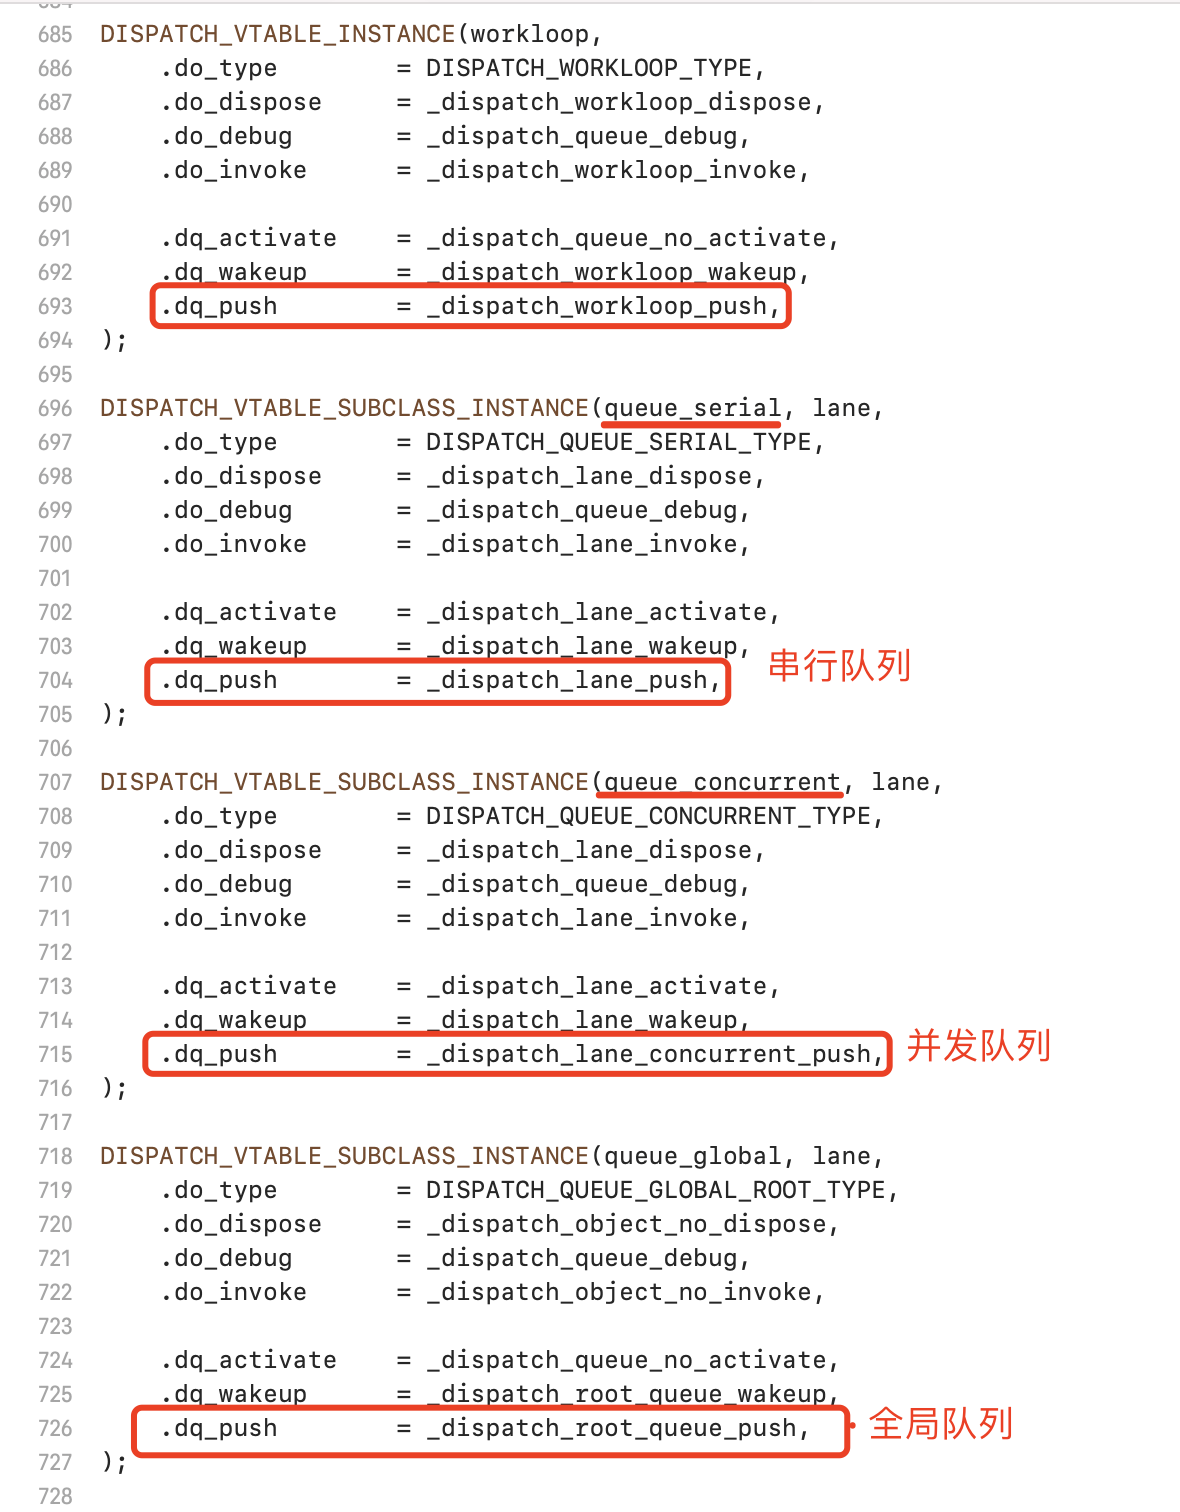 685 DISPATCH_VTABLE_INSTANCE(workloop,
686     .do_type        = DISPATCH_WORKLOOP_TYPE,
687     .do_dispose     = _dispatch_workloop_dispose,
688     .do_debug       = _dispatch_queue_debug,
689     .do_invoke      = _dispatch_workloop_invoke,
690
691     .dq_activate    = _dispatch_queue_no_activate,
692     .dq_wakeup      = _dispatch_workloop_wakeup,
693     .dq_push        = _dispatch_workloop_push,
694 );
695
696 DISPATCH_VTABLE_SUBCLASS_INSTANCE(queue_serial, lane,
697     .do_type        = DISPATCH_QUEUE_SERIAL_TYPE,
698     .do_dispose     = _dispatch_lane_dispose,
699     .do_debug       = _dispatch_queue_debug,
700     .do_invoke      = _dispatch_lane_invoke,
701
702     .dq_activate    = _dispatch_lane_activate,
703     .dq_wakeup      = _dispatch_lane_wakeup,
704     .dq_push        = _dispatch_lane_push, 串行队列
705 );
706
707 DISPATCH_VTABLE_SUBCLASS_INSTANCE(queue_concurrent, lane,
708     .do_type        = DISPATCH_QUEUE_CONCURRENT_TYPE,
709     .do_dispose     = _dispatch_lane_dispose,
710     .do_debug       = _dispatch_queue_debug,
711     .do_invoke      = _dispatch_lane_invoke,
712
713     .dq_activate    = _dispatch_lane_activate,
714     .dq_wakeup      = _dispatch_lane_wakeup,
715     .dq_push        = _dispatch_lane_concurrent_push, 并发队列
716 );
717
718 DISPATCH_VTABLE_SUBCLASS_INSTANCE(queue_global, lane,
719     .do_type        = DISPATCH_QUEUE_GLOBAL_ROOT_TYPE,
720     .do_dispose     = _dispatch_object_no_dispose,
721     .do_debug       = _dispatch_queue_debug,
722     .do_invoke      = _dispatch_object_no_invoke,
723
724     .dq_activate    = _dispatch_queue_no_activate,
725     .dq_wakeup      = _dispatch_root_queue_wakeup,
726     .dq_push        = _dispatch_root_queue_push, 全局队列
727 );
728